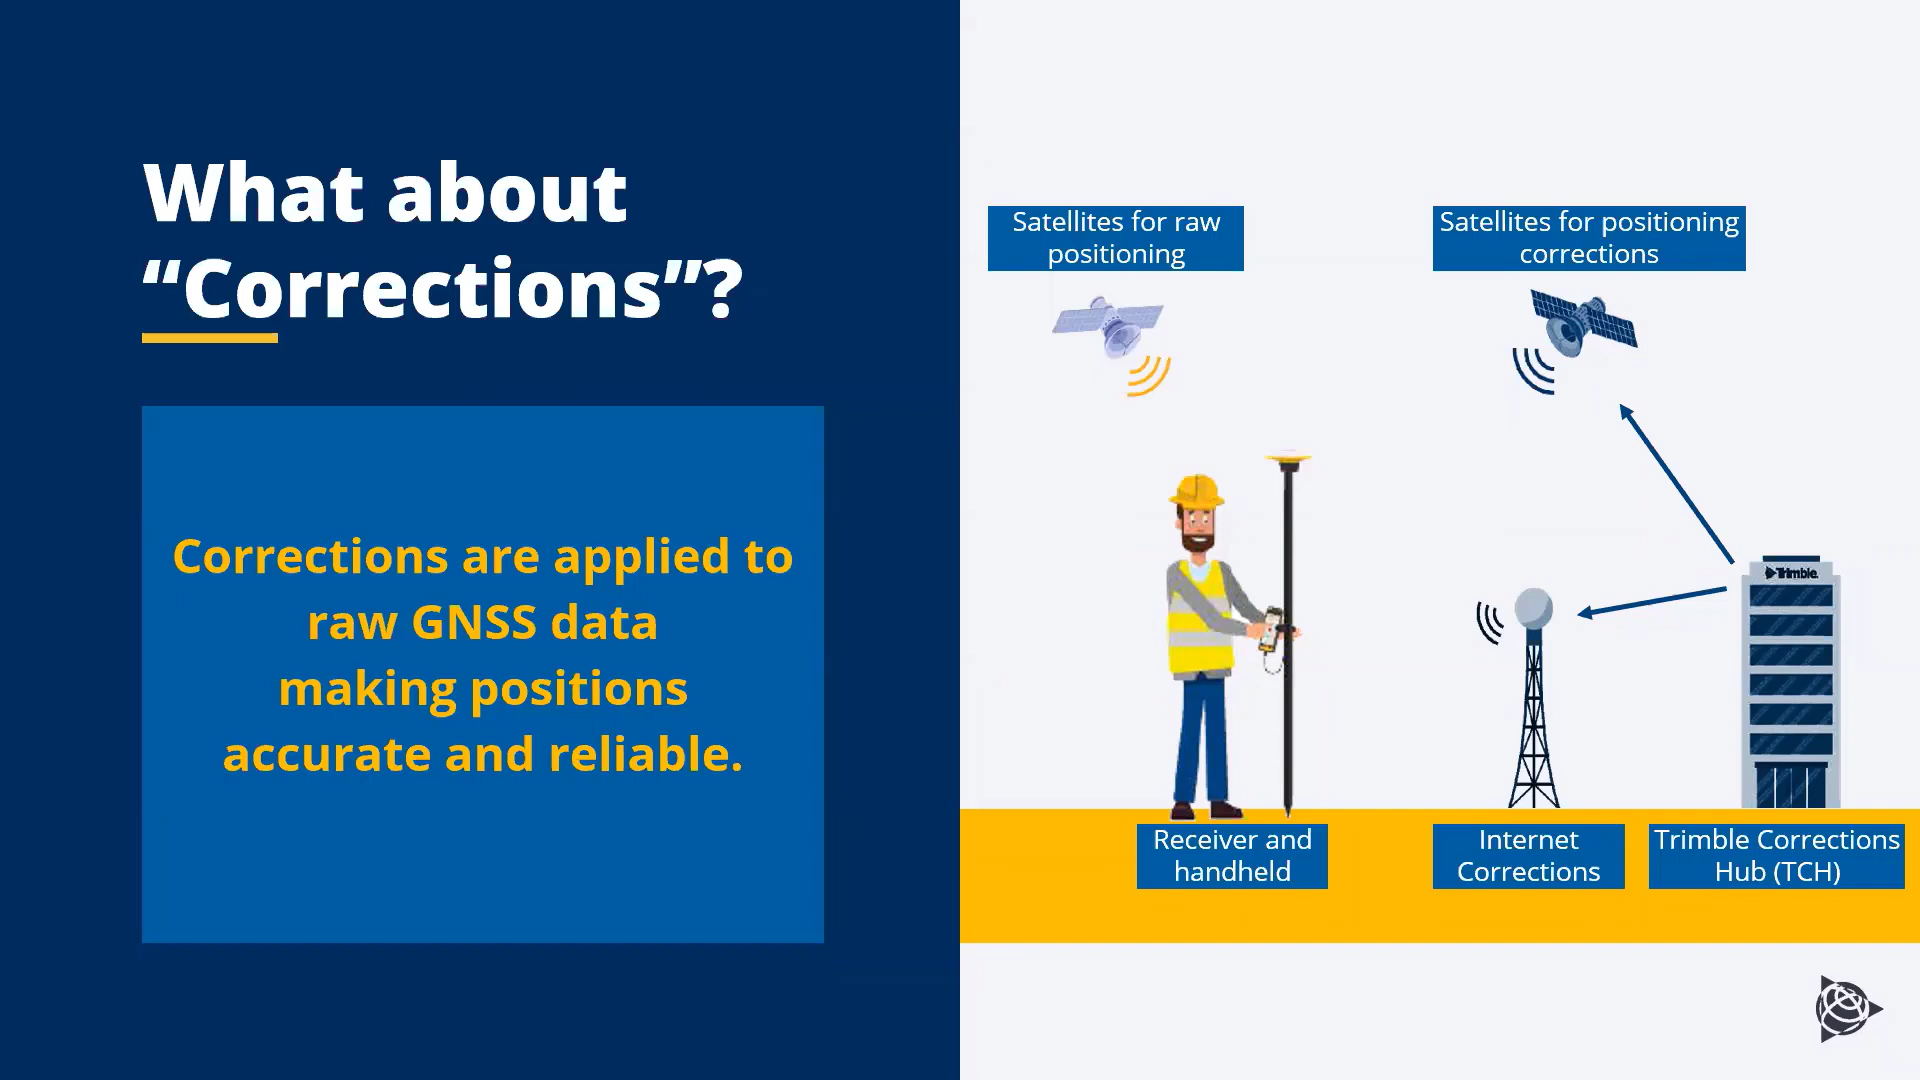 What about
“Corrections”?
Corrections are applied to
raw GNSS data
making positions
accurate and reliable.
Satellites for raw
positioning
Satellites for positioning
corrections
Trimble.
Receiver and
handheld
Internet
Corrections
Trimble Corrections
Hub (TCH)